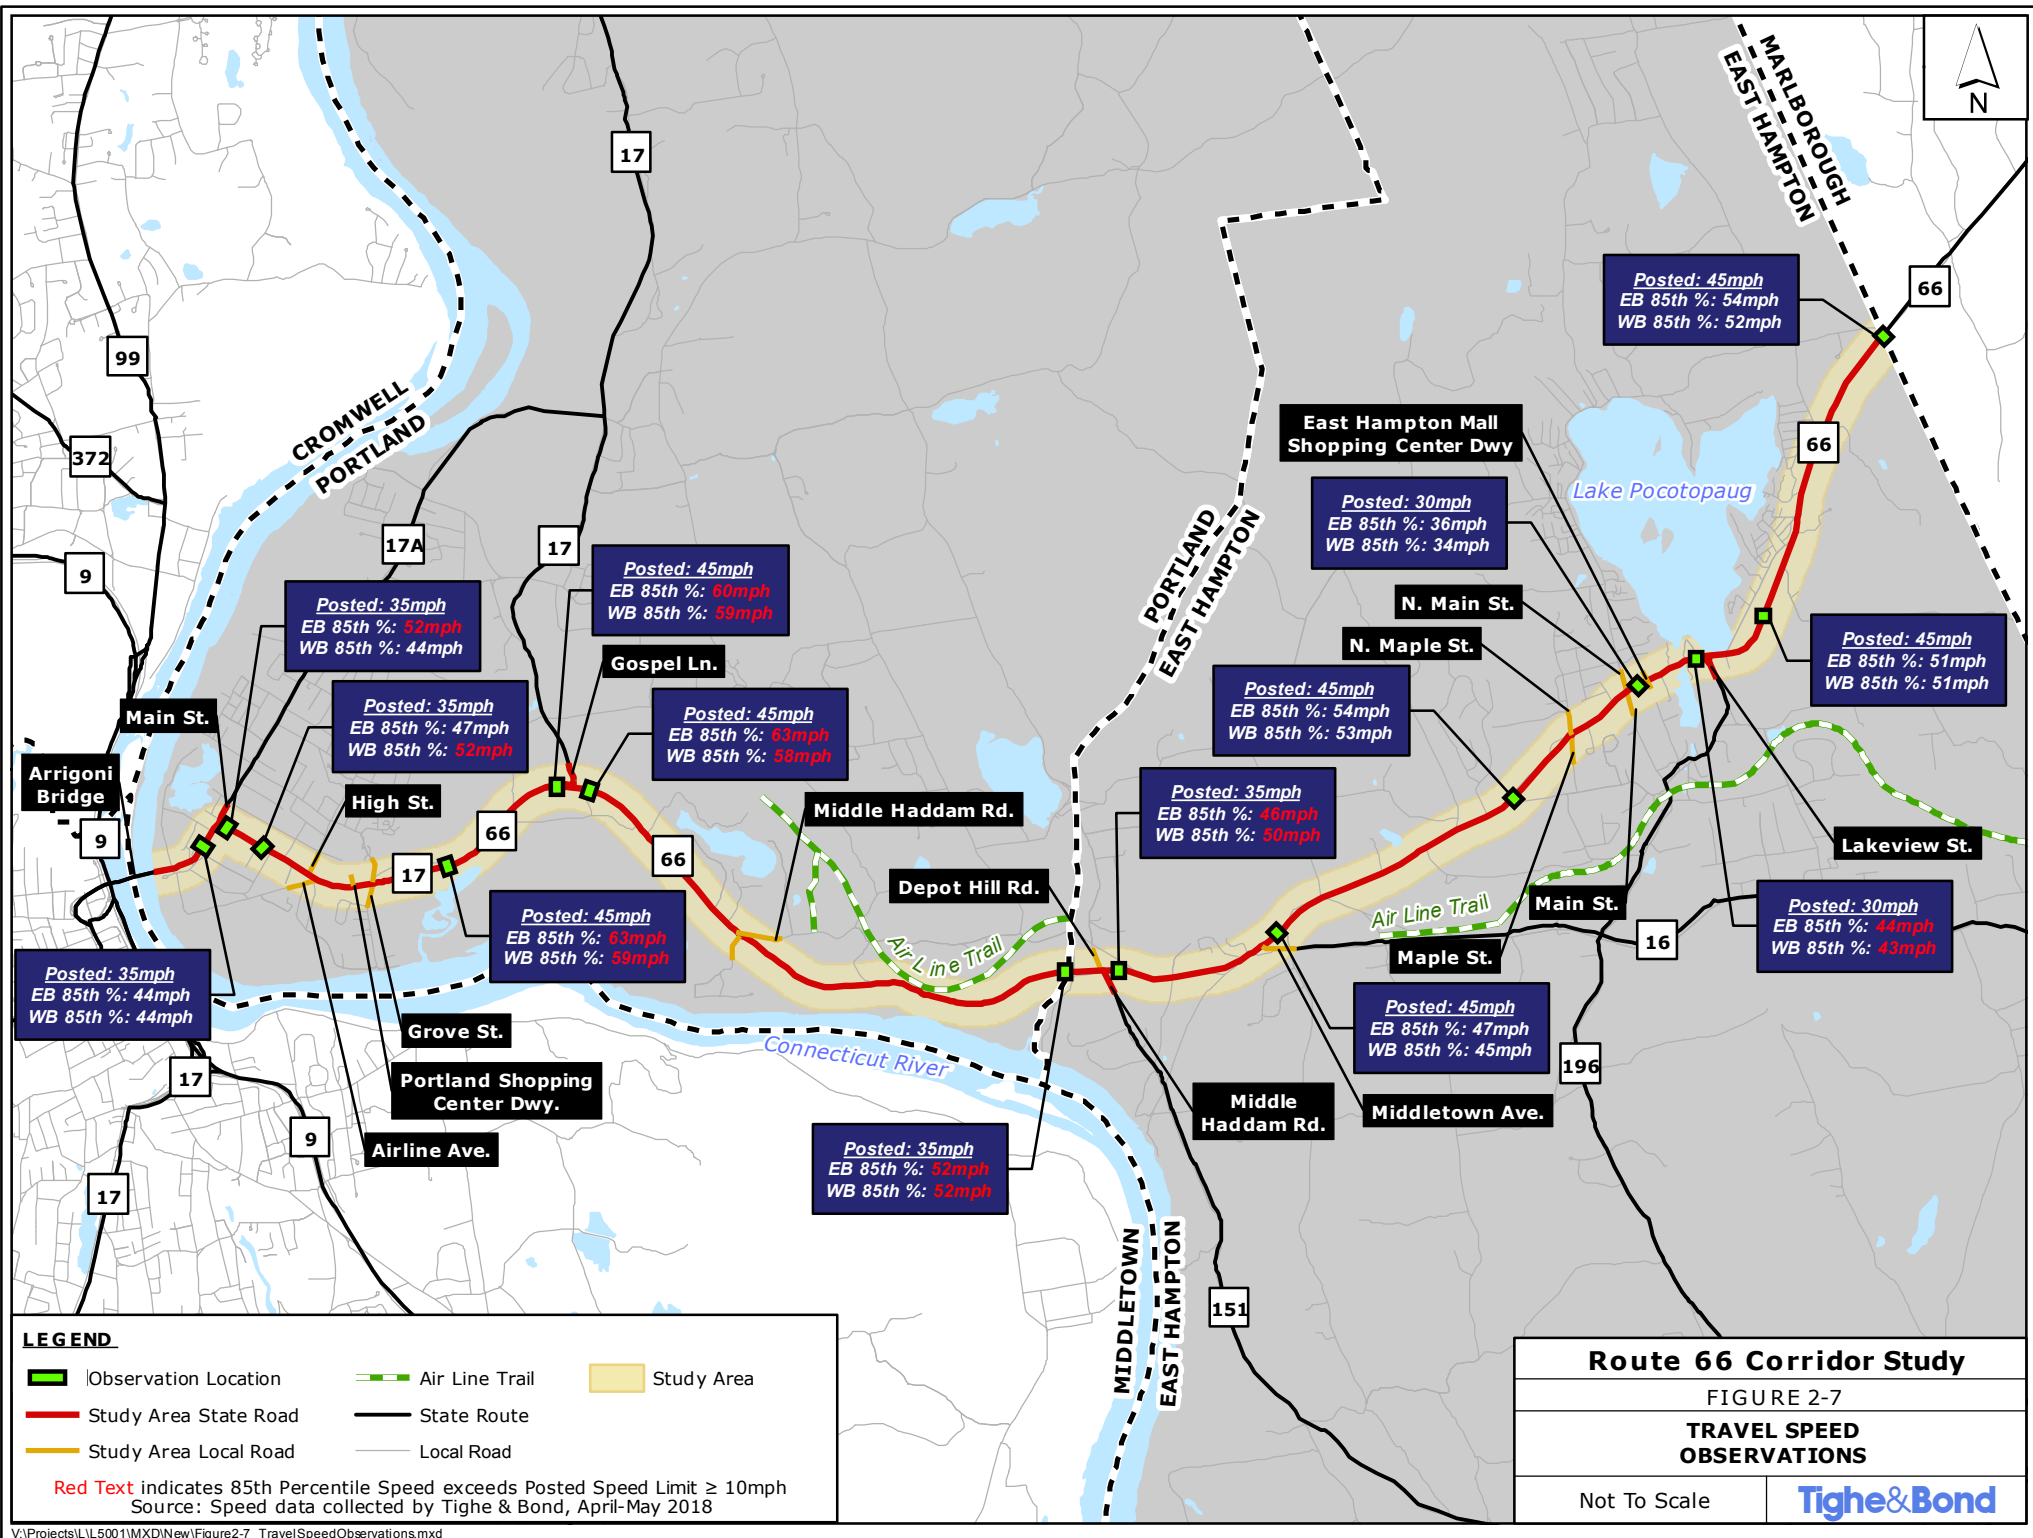 MARLBOROUGH
EAST HAMPTON
N
17
Posted: 45mph
EB 85th %: 54mph
WB 85th %: 52mph
66
99
CROMWELL
PORTLAND
372
East Hampton Mall
Shopping Center Dwy
66
Lake Pocotopaug
Posted: 30mph
EB 85th %: 36mph
WB 85th %: 34mph
17A
17
PORTLAND
EAST HAMPTON
9
Posted: 45mph
EB 85th %: 60mph
WB 85th %: 59mph
Posted: 35mph
EB 85th %: 52mph
WB 85th %: 44mph
N. Main St.
N. Maple St.
Posted: 45mph
EB 85th %: 51mph
WB 85th %: 51mph
Gospel Ln.
Posted: 45mph
EB 85th %: 54mph
WB 85th %: 53mph
Main St.
Posted: 35mph
EB 85th %: 47mph
WB 85th %: 52mph
Posted: 45mph
EB 85th %: 63mph
WB 85th %: 58mph
Arrigoni
Bridge
High St.
Middle Haddam Rd.
Posted: 35mph
EB 85th %: 46mph
WB 85th %: 50mph
9
66
66
Lakeview St.
17
Depot Hill Rd.
Main St.
Air Line Trail
Posted: 30mph
EB 85th %: 44mph
WB 85th %: 43mph
Posted: 45mph
EB 85th %: 63mph
WB 85th %: 59mph
Air Line Trail
16
Maple St.
Posted: 35mph
EB 85th %: 44mph
WB 85th %: 44mph
Posted: 45mph
EB 85th %: 47mph
WB 85th %: 45mph
Grove St.
Connecticut River
196
17
Portland Shopping
Center Dwy.
Middle
Haddam Rd.
Middletown Ave.
9
Airline Ave.
Posted: 35mph
EB 85th %: 52mph
WB 85th %: 52mph
17
MIDDLETOWN
EAST HAMPTON
151
LEGEND
Observation Location
Air Line Trail
Study Area
Study Area State Road
State Route
Study Area Local Road
Local Road
Red Text indicates 85th Percentile Speed exceeds Posted Speed Limit ≥ 10mph
Source: Speed data collected by Tighe & Bond, April-May 2018
Route 66 Corridor Study
FIGURE 2-7
TRAVEL SPEED
OBSERVATIONS
Not To Scale
Tighe&Bond
V:\Projects\L\L5001\MXD\New\Figure2-7_TravelSpeedObservations.mxd